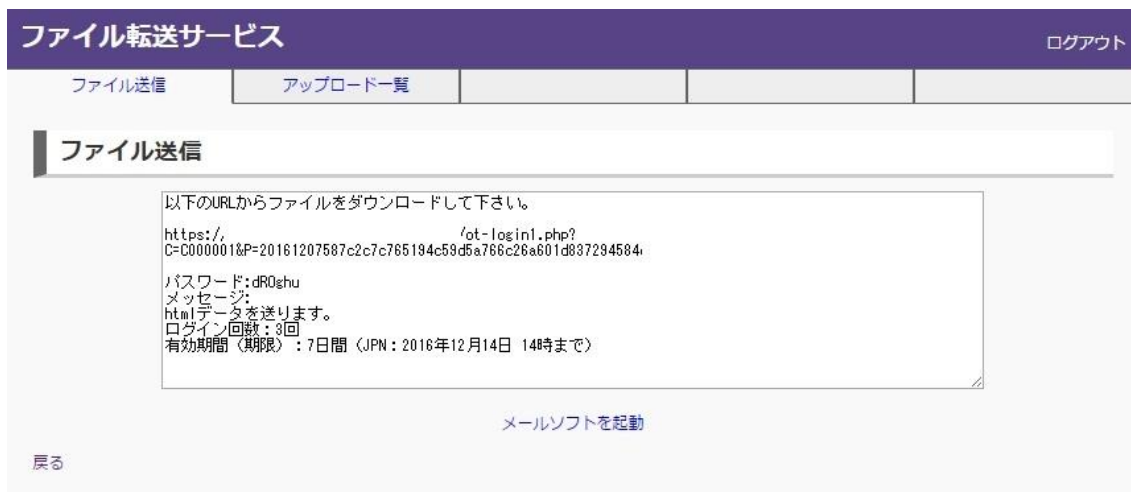 ファイル転送サービス
ログアウト
ファイル送信
アップロード一覧
ファイル送信
以下のURLからファイルをダウンロードして下さい。
https:/, /ot-login1.php?
C=C000001&P=20161207587c2c7c765194c59d5a766c26a601d837294584
パスワード:dR0ghu
メッセージ:
htmlデータを送ります。
ログイン回数：3回
有効期間（期限）：7日間（JPN：2016年12月14日 14時まで）
メールソフトを起動
戻る